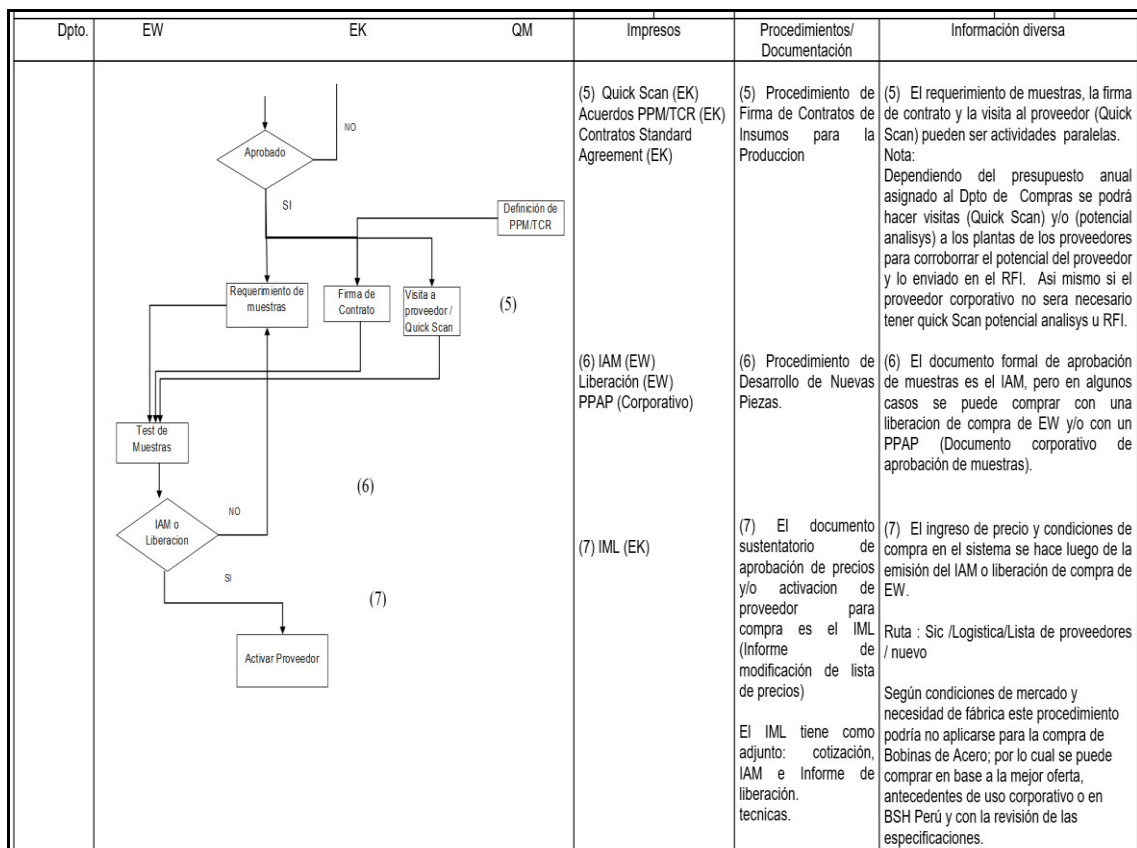 Dpto. EW EK QM Impresos Procedimientos/ Documentación Información diversa
NO
Aprobado
SI
Definición de
PPM/TCR
Requerimiento de
muestras
Firma de
Contrato
Visita a
proveedor /
Quick Scan
(5)
Test de
Muestras
(6)
NO
IAM o
Liberacion
SI
(7)
Activar Proveedor
(5) Quick Scan (EK)
Acuerdos PPM/TCR (EK)
Contratos Standard
Agreement (EK)
(6) IAM (EW)
Liberación (EW)
PPAP (Corporativo)
(7) IML (EK)
(5) Procedimiento de
Firma de Contratos de
Insumos para la
Produccion
(6) Procedimiento de
Desarrollo de Nuevas
Piezas.
(7) El documento
sustentatorio de
aprobación de precios
y/o activacion de
proveedor para
compra es el IML
(Informe de
modificación de lista
de precios)
El IML tiene como
adjunto: cotización,
IAM e Informe de
liberación.
tecnicas.
(5) El requerimiento de muestras, la firma
de contrato y la visita al proveedor (Quick
Scan) pueden ser actividades paralelas.
Nota:
Dependiendo del presupuesto anual
asignado al Dpto de Compras se podrá
hacer visitas (Quick Scan) y/o (potencial
analisys) a los plantas de los proveedores
para corroborrar el potencial del proveedor
y lo enviado en el RFI. Asi mismo si el
proveedor corporativo no sera necesario
tener quick Scan potencial analisys u RFI.
(6) El documento formal de aprobación
de muestras es el IAM, pero en algunos
casos se puede comprar con una
liberacion de compra de EW y/o con un
PPAP (Documento corporativo de
aprobación de muestras).
(7) El ingreso de precio y condiciones de
compra en el sistema se hace luego de la
emisión del IAM o liberación de compra de
EW.
Ruta : Sic /Logistica/Lista de proveedores
/ nuevo
Según condiciones de mercado y
necesidad de fábrica este procedimiento
podría no aplicarse para la compra de
Bobinas de Acero; por lo cual se puede
comprar en base a la mejor oferta,
antecedentes de uso corporativo o en
BSH Perú y con la revisión de las
especificaciones.